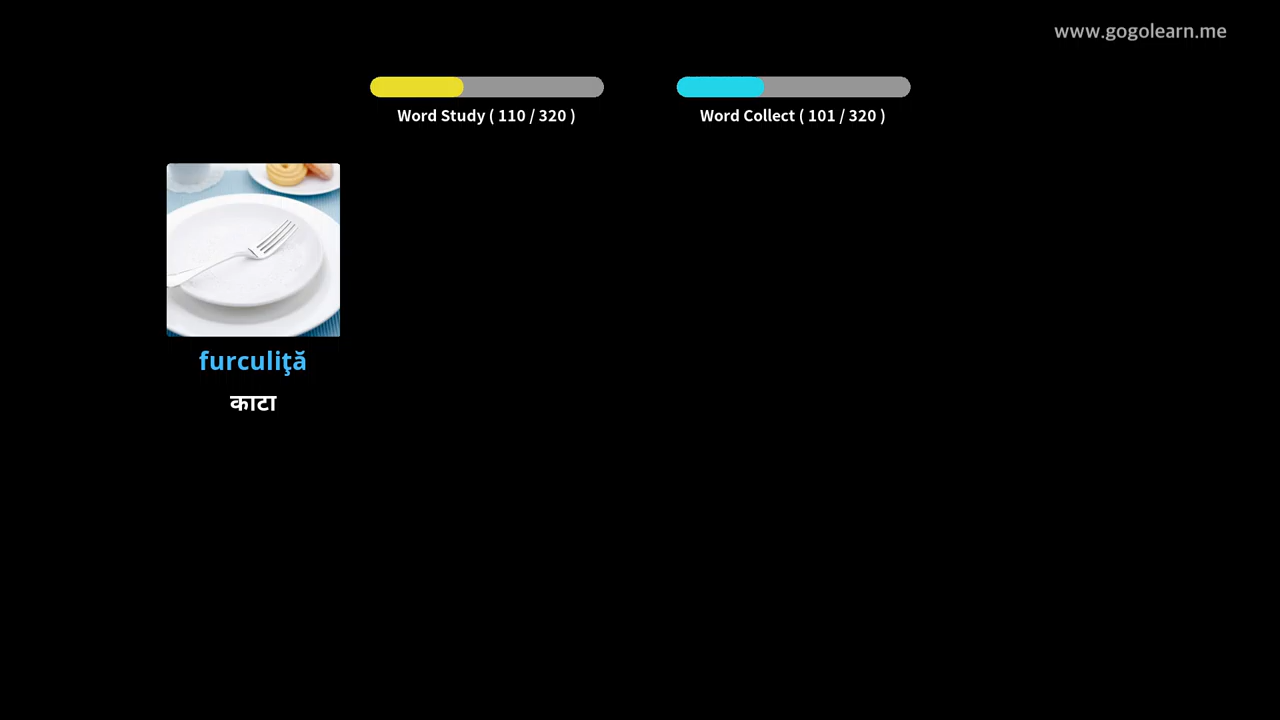 www.gogolearn.me
Word Study ( 110 / 320 )
Word Collect ( 101 / 320 )
furculiţă
काटा